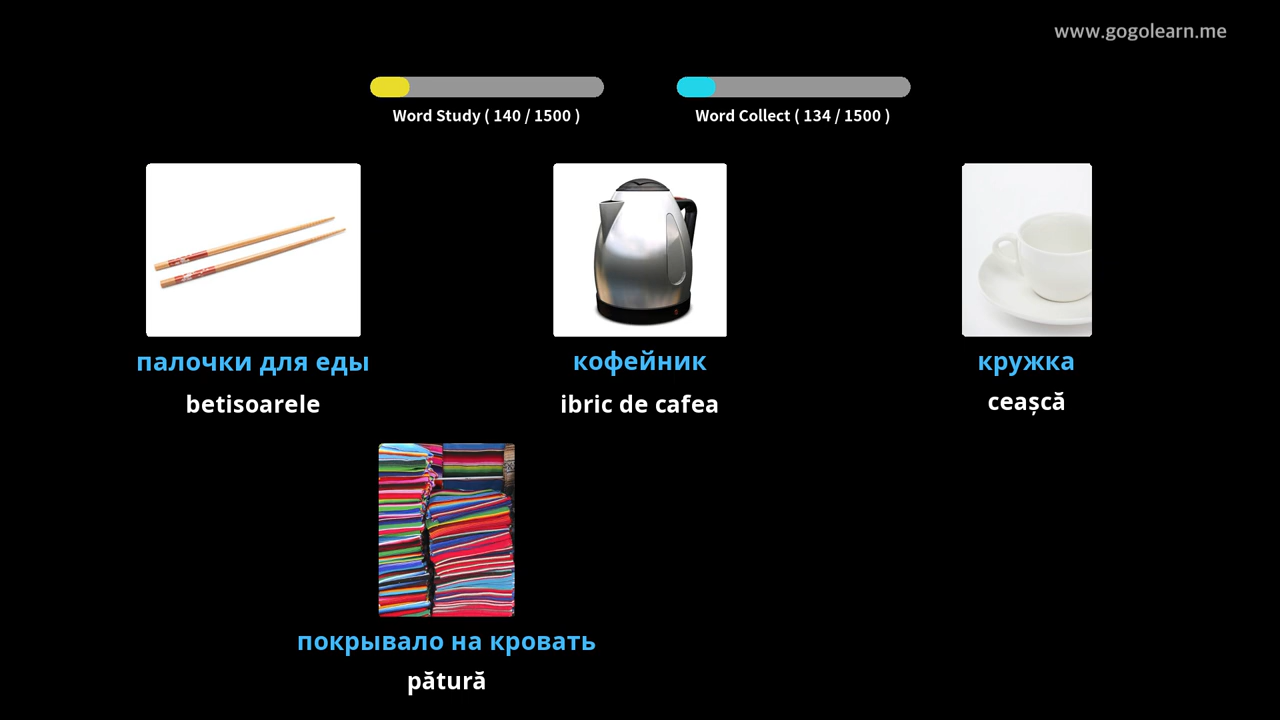 www.gogolearn.me
Word Study ( 140 / 1500 )
Word Collect ( 134 / 1500 )
палочки для еды
betisoarele
кофейник
ibric de cafea
кружка
ceașcă
покрывало на кровать
pătură